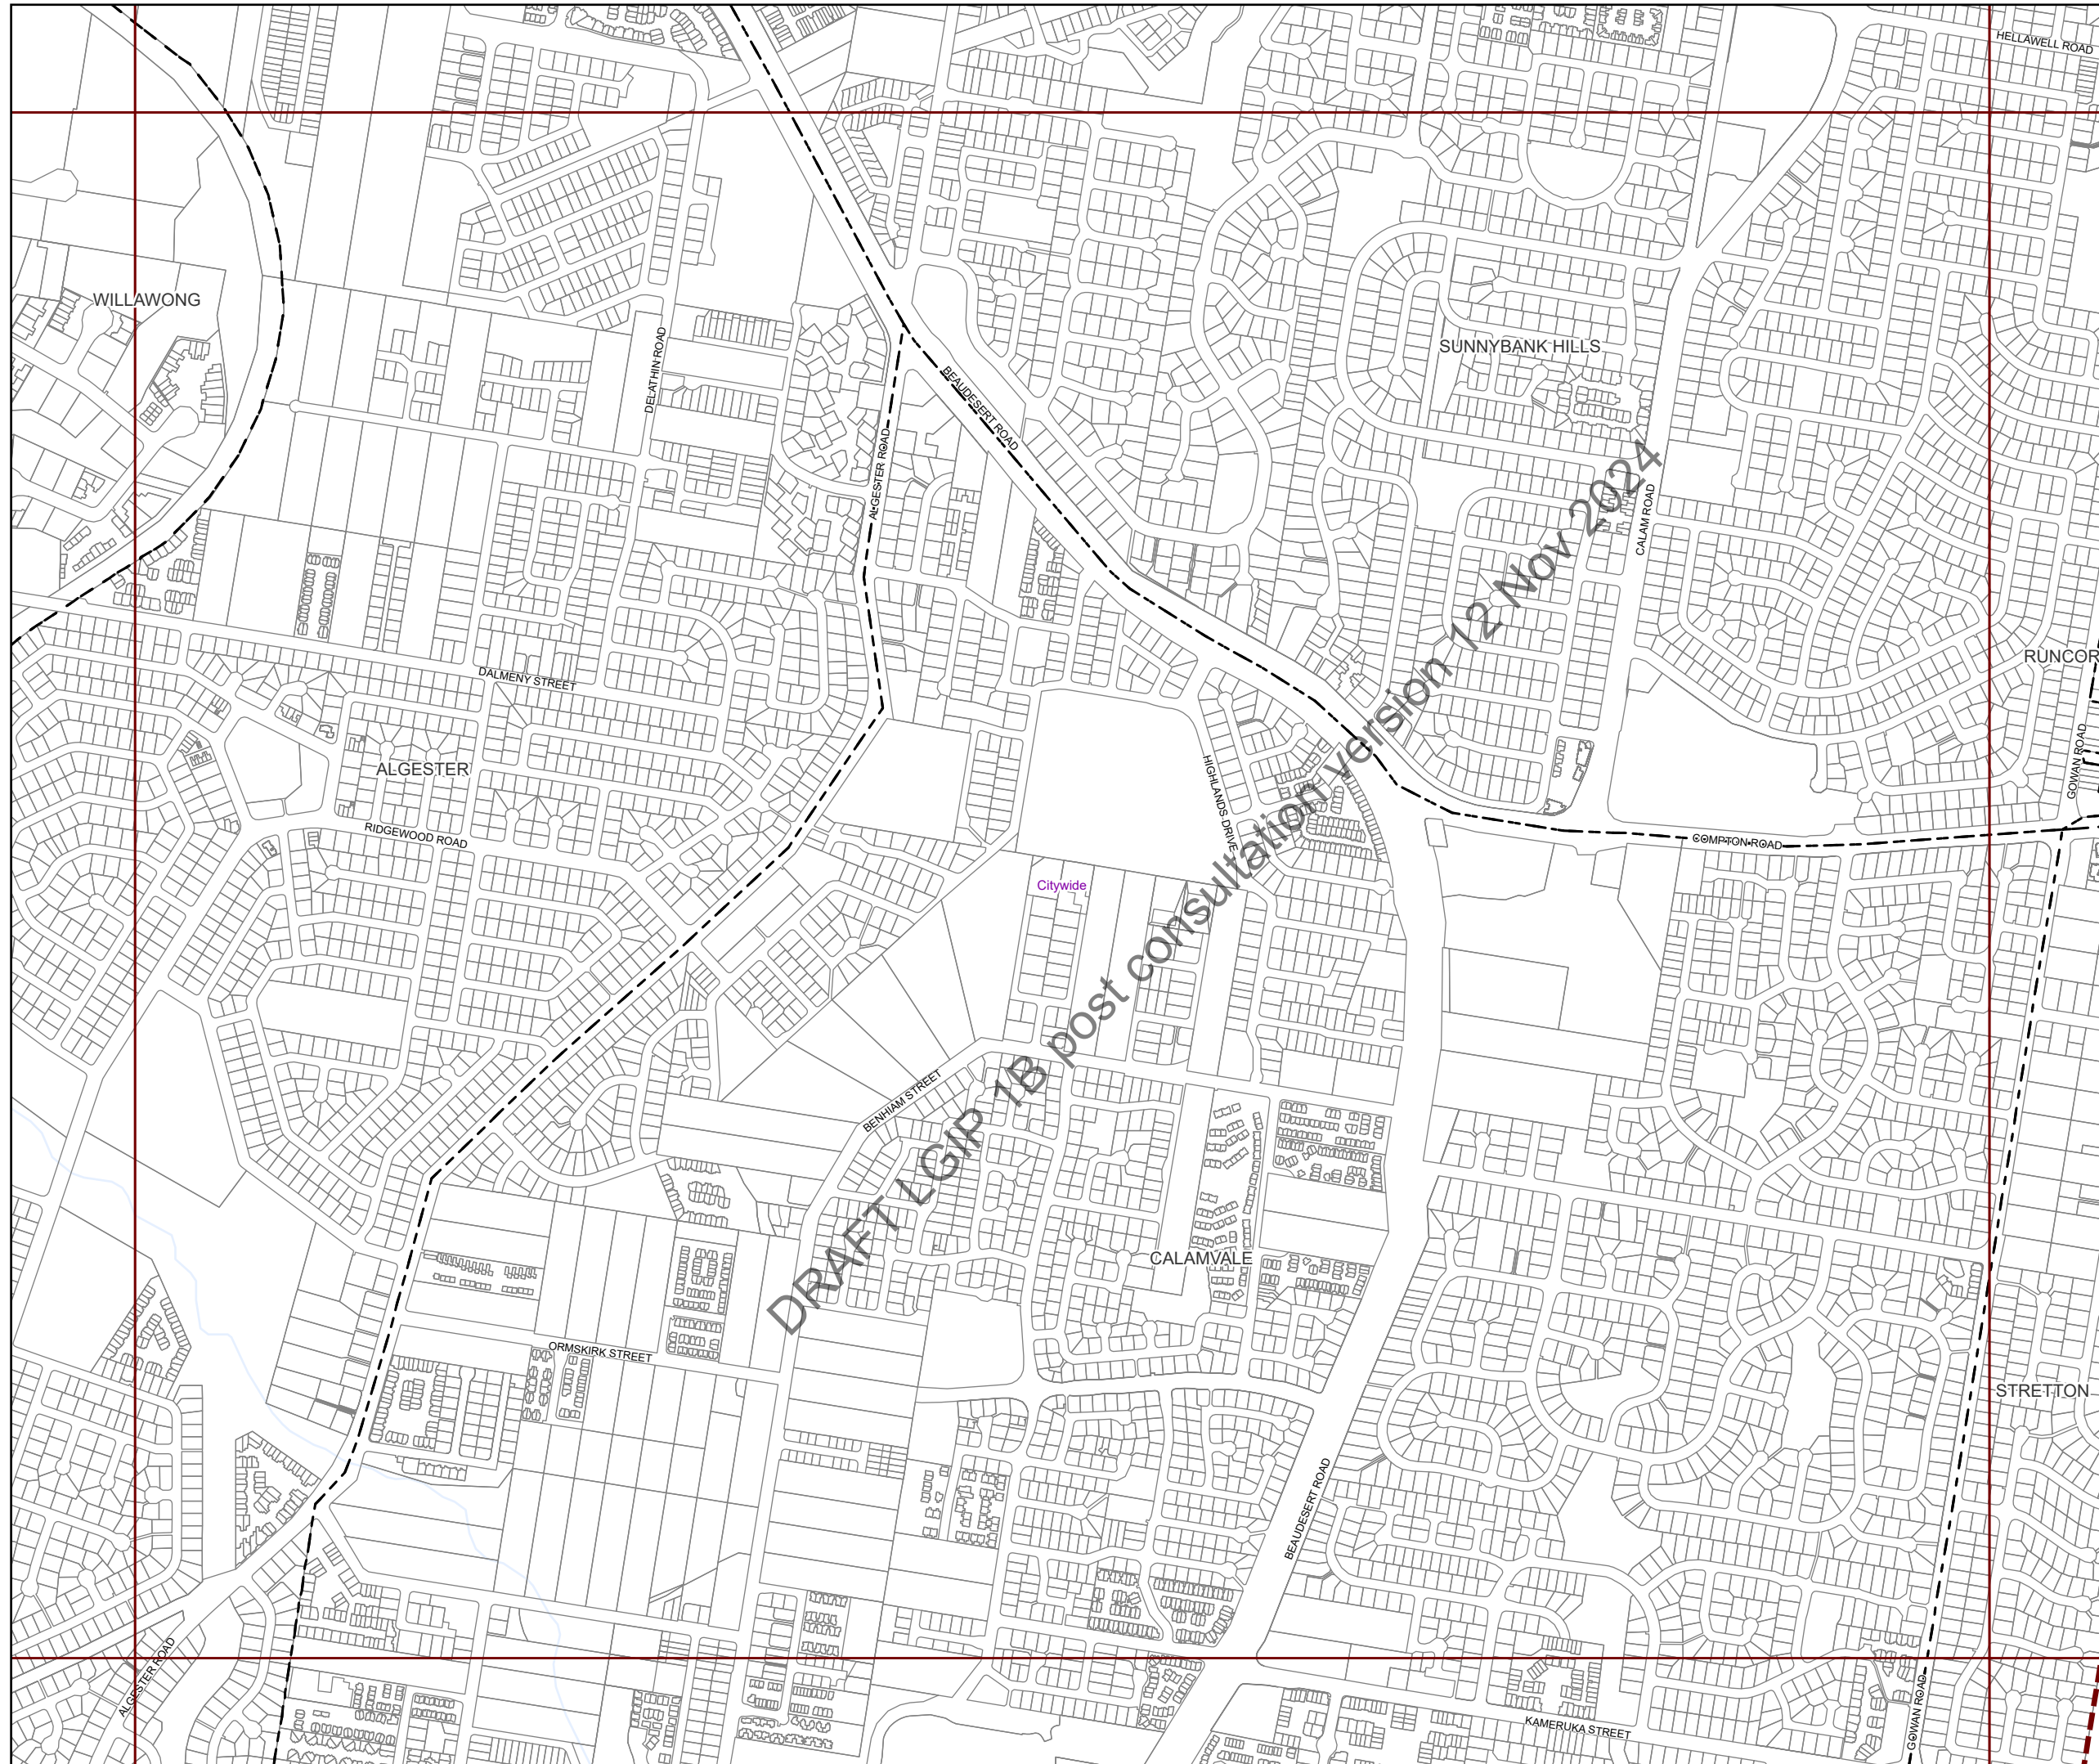 HELLAWELL ROAD
WILLAWONG
SUNNYBANK HILLS
DELATHIN ROAD
BEAUDESERT ROAD
ALGESTER ROAD
CALAM ROAD
RUNCOR
DALMENY STREET
GOWAN ROAD
ALGESTER
HIGHLANDS DRIVE
RIDGEWOOD ROAD
COMPTON ROAD
Citywide
DRAFT LGIP 1B post consultation version 12 Nov 2024
BENHIAM STREET
CALAMVALE
ORMSKIRK STREET
STRETTON
BEAUDESERT ROAD
ALGESTER ROAD
GOWAN ROAD
KAMERUKA STREET